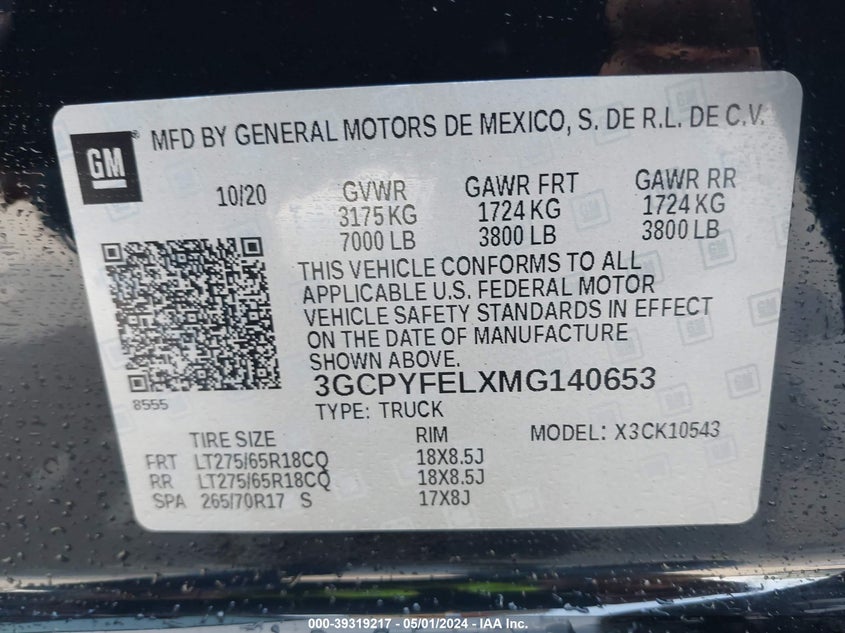 GM
® MFD BY GENERAL MOTORS DE MEXICO, S. DE R.L. DE C.V.
10/20
GVWR
3175 KG
7000 LB
GAWR FRT
1724 KG
3800 LB
GAWR RR
1724 KG
3800 LB
THIS VEHICLE CONFORMS TO ALL
APPLICABLE U.S. FEDERAL MOTOR
VEHICLE SAFETY STANDARDS IN EFFECT
ON THE DATE OF MANUFACTURE
SHOWN ABOVE.
8555
3GCPYFELXMG140653
TYPE: TRUCK
MODEL: X3CK10543
TIRE SIZE RIM
FRT LT275/65R18CQ 18X8.5J
RR LT275/65R18CQ 18X8.5J
SPA 265/70R17 S 17X8J
000-39319217 - 05/01/2024 - IAA Inc.